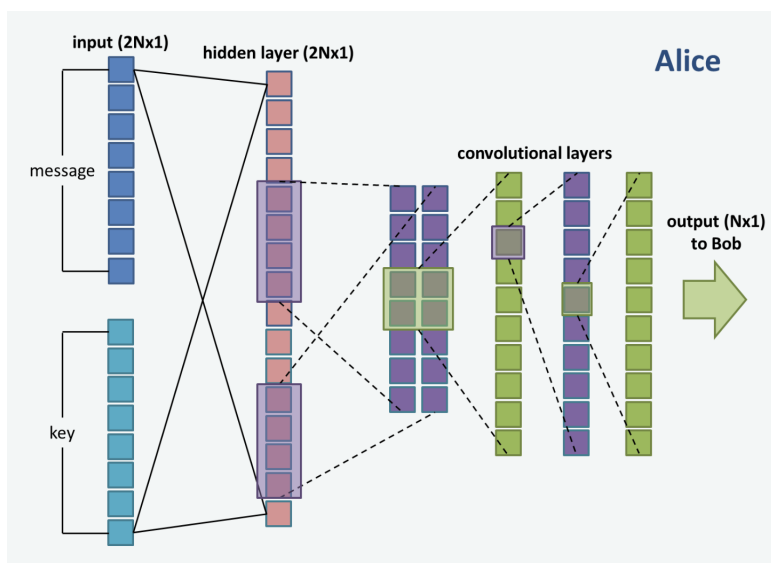 input (2Nx1)
hidden layer (2Nx1)
Alice
message
key
convolutional layers
output (Nx1)
to Bob